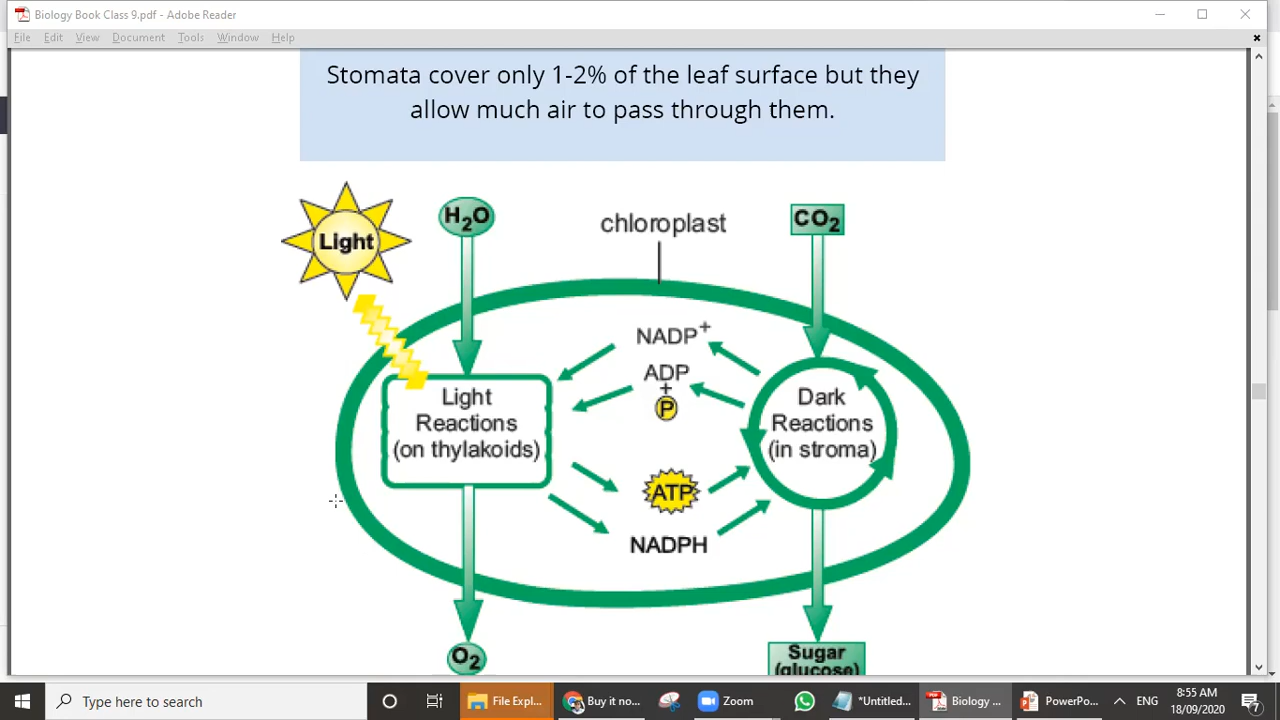 Biology Book Class 9.pdf - Adobe Reader
File Edit View Document Tools Window Help
Stomata cover only 1-2% of the leaf surface but they
allow much air to pass through them.
Light
H2O
chloroplast
CO2
NADP+
ADP
+
P
Light
Reactions
(on thylakoids)
Dark
Reactions
(in stroma)
ATP
NADPH
O2
Sugar
(glucose)
Type here to search
File Expl...
Buy it no...
Zoom
*Untitled...
Biology ...
PowerPo...
ENG
8:55 AM
18/09/2020
7